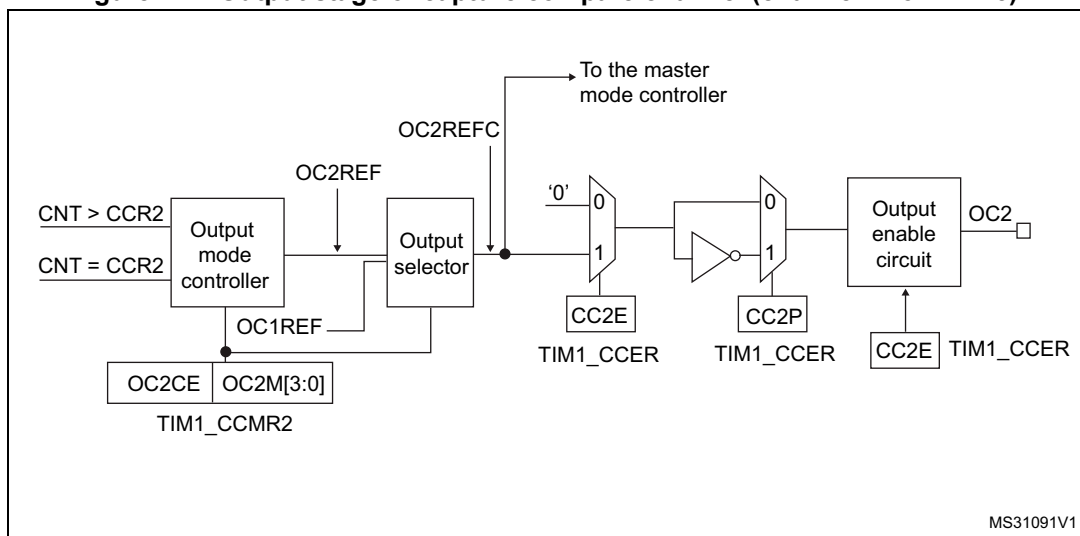 To the master
mode controller
OC2REFC
OC2REF
'0'
0
1
0
1
CNT > CCR2
CNT = CCR2
Output
mode
controller
Output
selector
Output
enable
circuit
OC2
OC1REF
CC2E
TIM1_CCER
CC2P
TIM1_CCER
CC2E
TIM1_CCER
OC2CE
OC2M[3:0]
TIM1_CCMR2
MS31091V1